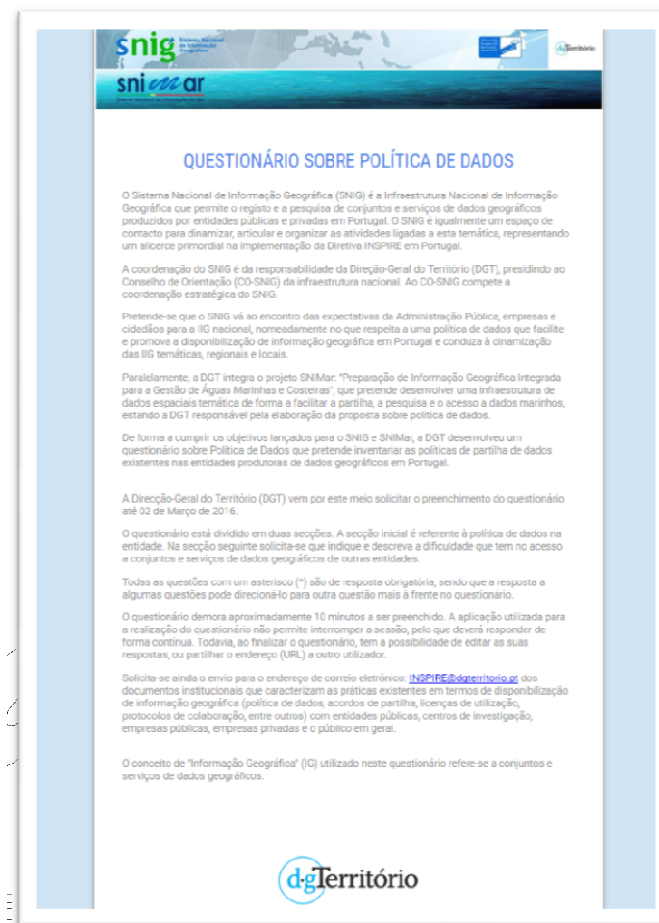 snig Sistema Nacional de Informação Geográfica
dgTerritório
snimar
QUESTIONÁRIO SOBRE POLÍTICA DE DADOS
O Sistema Nacional de Informação Geográfica (SNIG) é a Infraestrutura Nacional de Informação
Geográfica que permite o registo e a pesquisa de conjuntos e serviços de dados geográficos
produzidos por entidades públicas e privadas em Portugal. O SNIG é igualmente um espaço de
contacto para dinamizar, articular e organizar as atividades ligadas a esta temática, representando
um alicerce primordial na implementação da Diretiva INSPIRE em Portugal.
A coordenação do SNIG é da responsabilidade da Direção-Geral do Território (DGT), presidindo ao
Conselho de Orientação (CO-SNIG) da infraestrutura nacional. Ao CO-SNIG compete a
coordenação estratégica do SNIG.
Pretende-se que o SNIG vá ao encontro das expectativas da Administração Pública, empresas e
cidadãos para a IIG nacional, nomeadamente no que respeita a uma política de dados que facilite
e promova a disponibilização de informação geográfica em Portugal e conduza à dinamização
das IIG temáticas, regionais e locais.
Paralelamente, a DGT integra o projeto SNIMar: "Preparação de Informação Geográfica Integrada
para a Gestão de Águas Marinhas e Costeiras", que pretende desenvolver uma infraestrutura de
dados espaciais temática de forma a facilitar a partilha, a pesquisa e o acesso a dados marinhos,
estando a DGT responsável pela elaboração da proposta sobre política de dados.
De forma a cumprir os objetivos lançados para o SNIG e SNIMar, a DGT desenvolveu um
questionário sobre Política de Dados que pretende inventariar as políticas de partilha de dados
existentes nas entidades produtoras de dados geográficos em Portugal.
A Direcção-Geral do Território (DGT) vem por este meio solicitar o preenchimento do questionário
até 02 de Março de 2016.
O questionário está dividido em duas secções. A secção inicial é referente à política de dados na
entidade. Na secção seguinte solicita-se que indique e descreva a dificuldade que tem no acesso
a conjuntos e serviços de dados geográficos de outras entidades.
Todas as questões com um asterisco (*) são de resposta obrigatória, sendo que a resposta a
algumas questões pode direcioná-lo para outra questão mais à frente no questionário.
O questionário demora aproximadamente 10 minutos a ser preenchido. A aplicação utilizada para
a realização do questionário não permite interromper a sessão, pelo que deverá responder de
forma contínua. Todavia, ao finalizar o questionário, tem a possibilidade de editar as suas
respostas, ou partilhar o endereço (URL) a outro utilizador.
Solicita-se ainda o envio para o endereço de correio eletrónico: INSPIRE@dgterritorio.pt dos
documentos institucionais que caracterizam as práticas existentes em termos de disponibilização
de informação geográfica (política de dados, acordos de partilha, licenças de utilização,
protocolos de colaboração, entre outros) com entidades públicas, centros de investigação,
empresas públicas, empresas privadas e o público em geral.
O conceito de "Informação Geográfica" (IG) utilizado neste questionário refere-se a conjuntos e
serviços de dados geográficos.
dgTerritório